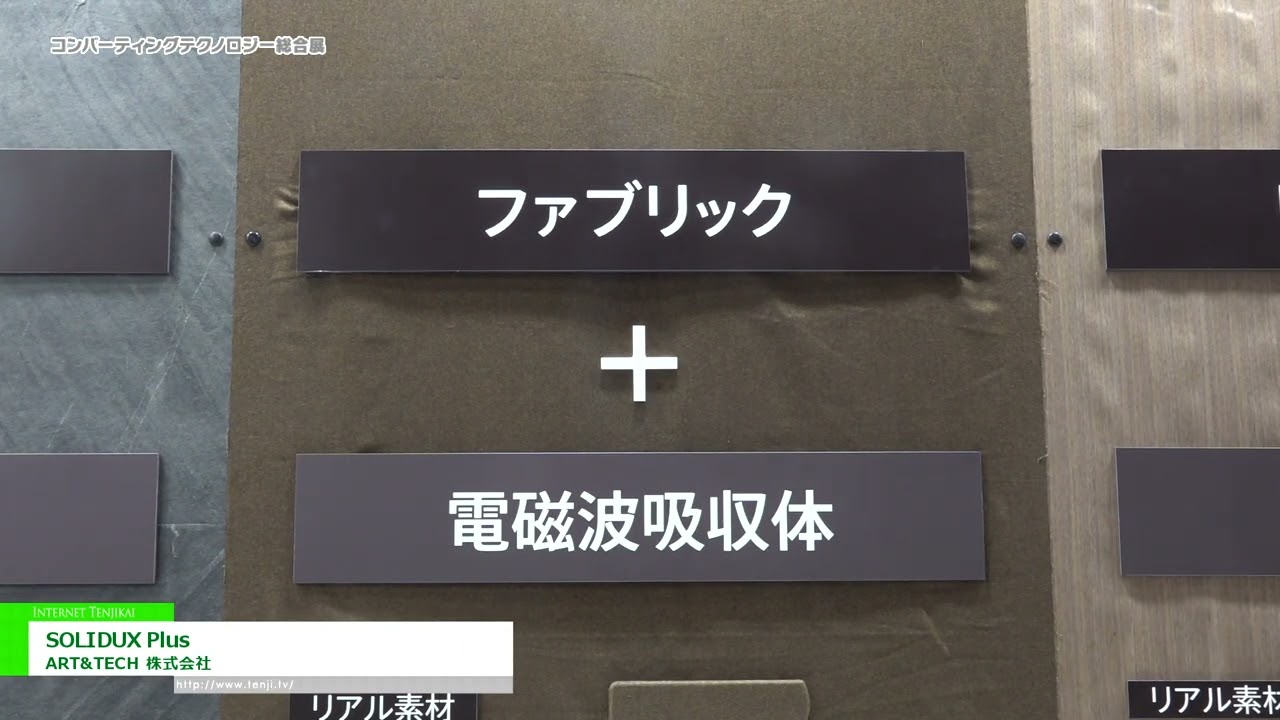 コンバーティングテクノロジー総合展
ファブリック
+
電磁波吸収体
INTERNET TENJIKAI
SOLIDUX Plus
ART&TECH 株式会社
http://www.tenji.tv/
リアル素材
リアル素材